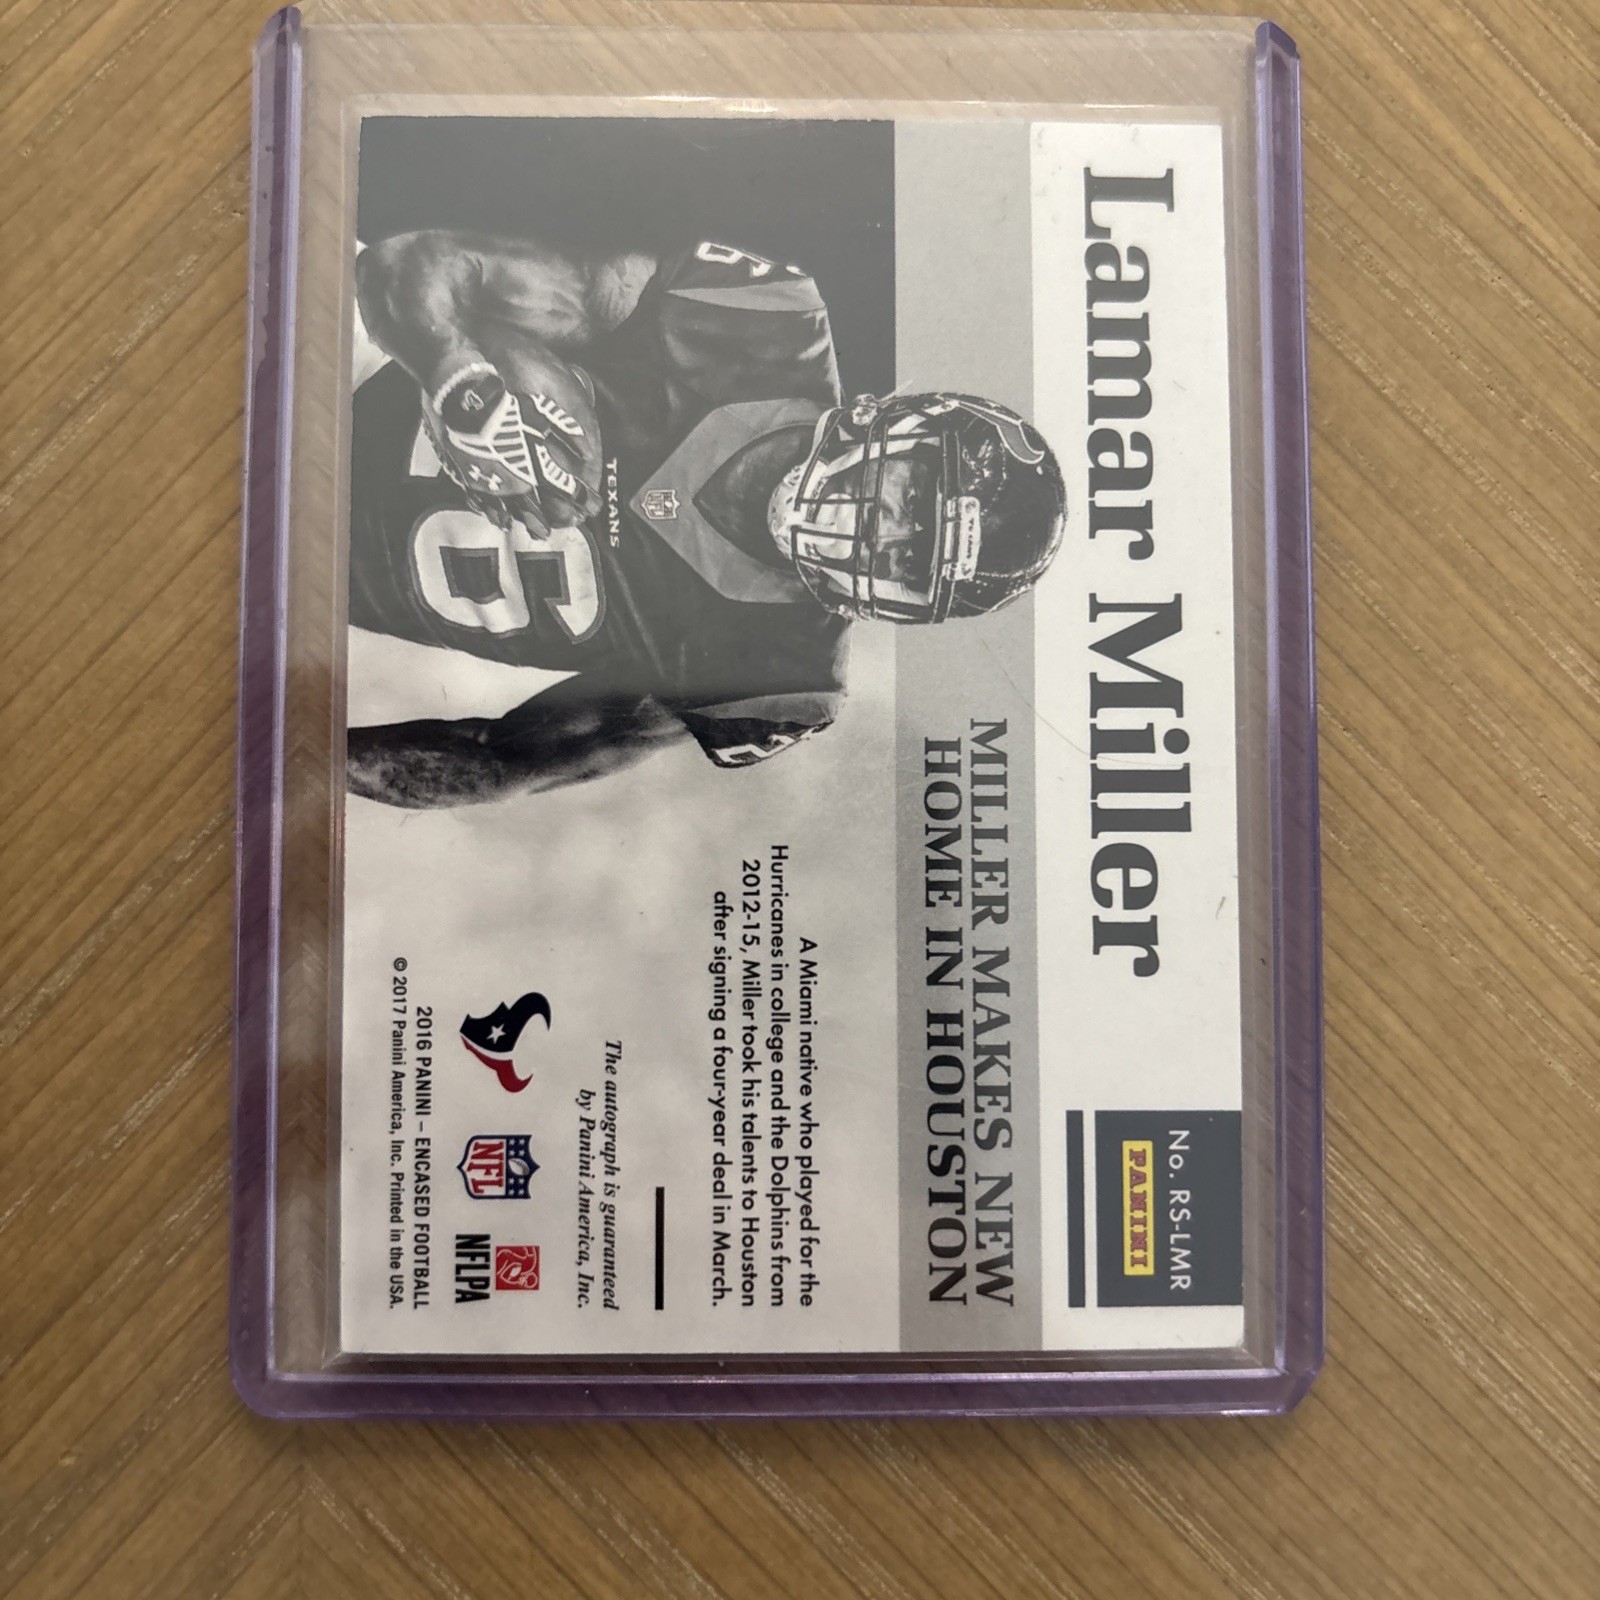 Lamar Miller
No. RS-LMR
PANINI
MILLER MAKES NEW
HOME IN HOUSTON
A Miami native who played for the
Hurricanes in college and the Dolphins from
2012-15, Miller took his talents to Houston
after signing a four-year deal in March.
The autograph is guaranteed
by Panini America, Inc.
NFL
NFLPA
2016 PANINI – ENCASED FOOTBALL
© 2017 Panini America, Inc. Printed in the USA.
TEXANS
NFL
26